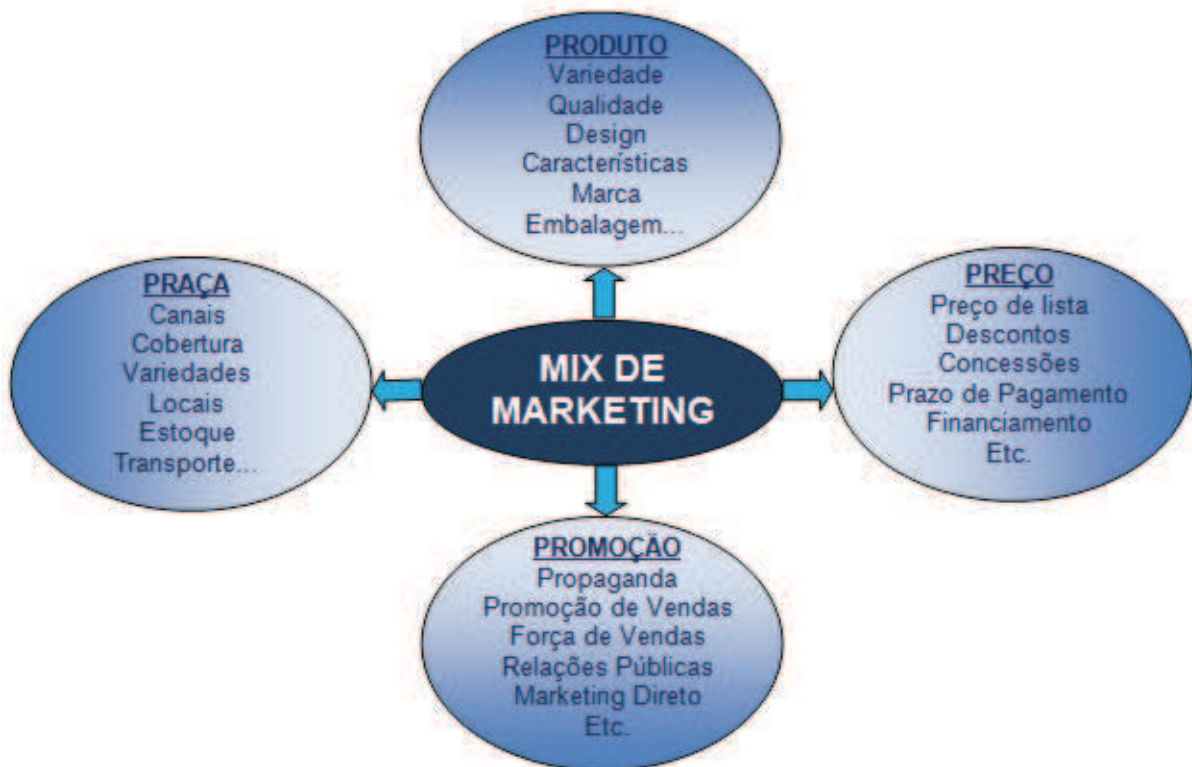 PRODUTO
Variedade
Qualidade
Design
Características
Marca
Embalagem...
PRAÇA
Canais
Cobertura
Variedades
Locais
Estoque
Transporte...
MIX DE
MARKETING
PREÇO
Preço de lista
Descontos
Concessões
Prazo de Pagamento
Financiamento
Etc.
PROMOÇÃO
Propaganda
Promoção de Vendas
Força de Vendas
Relações Públicas
Marketing Direto
Etc.